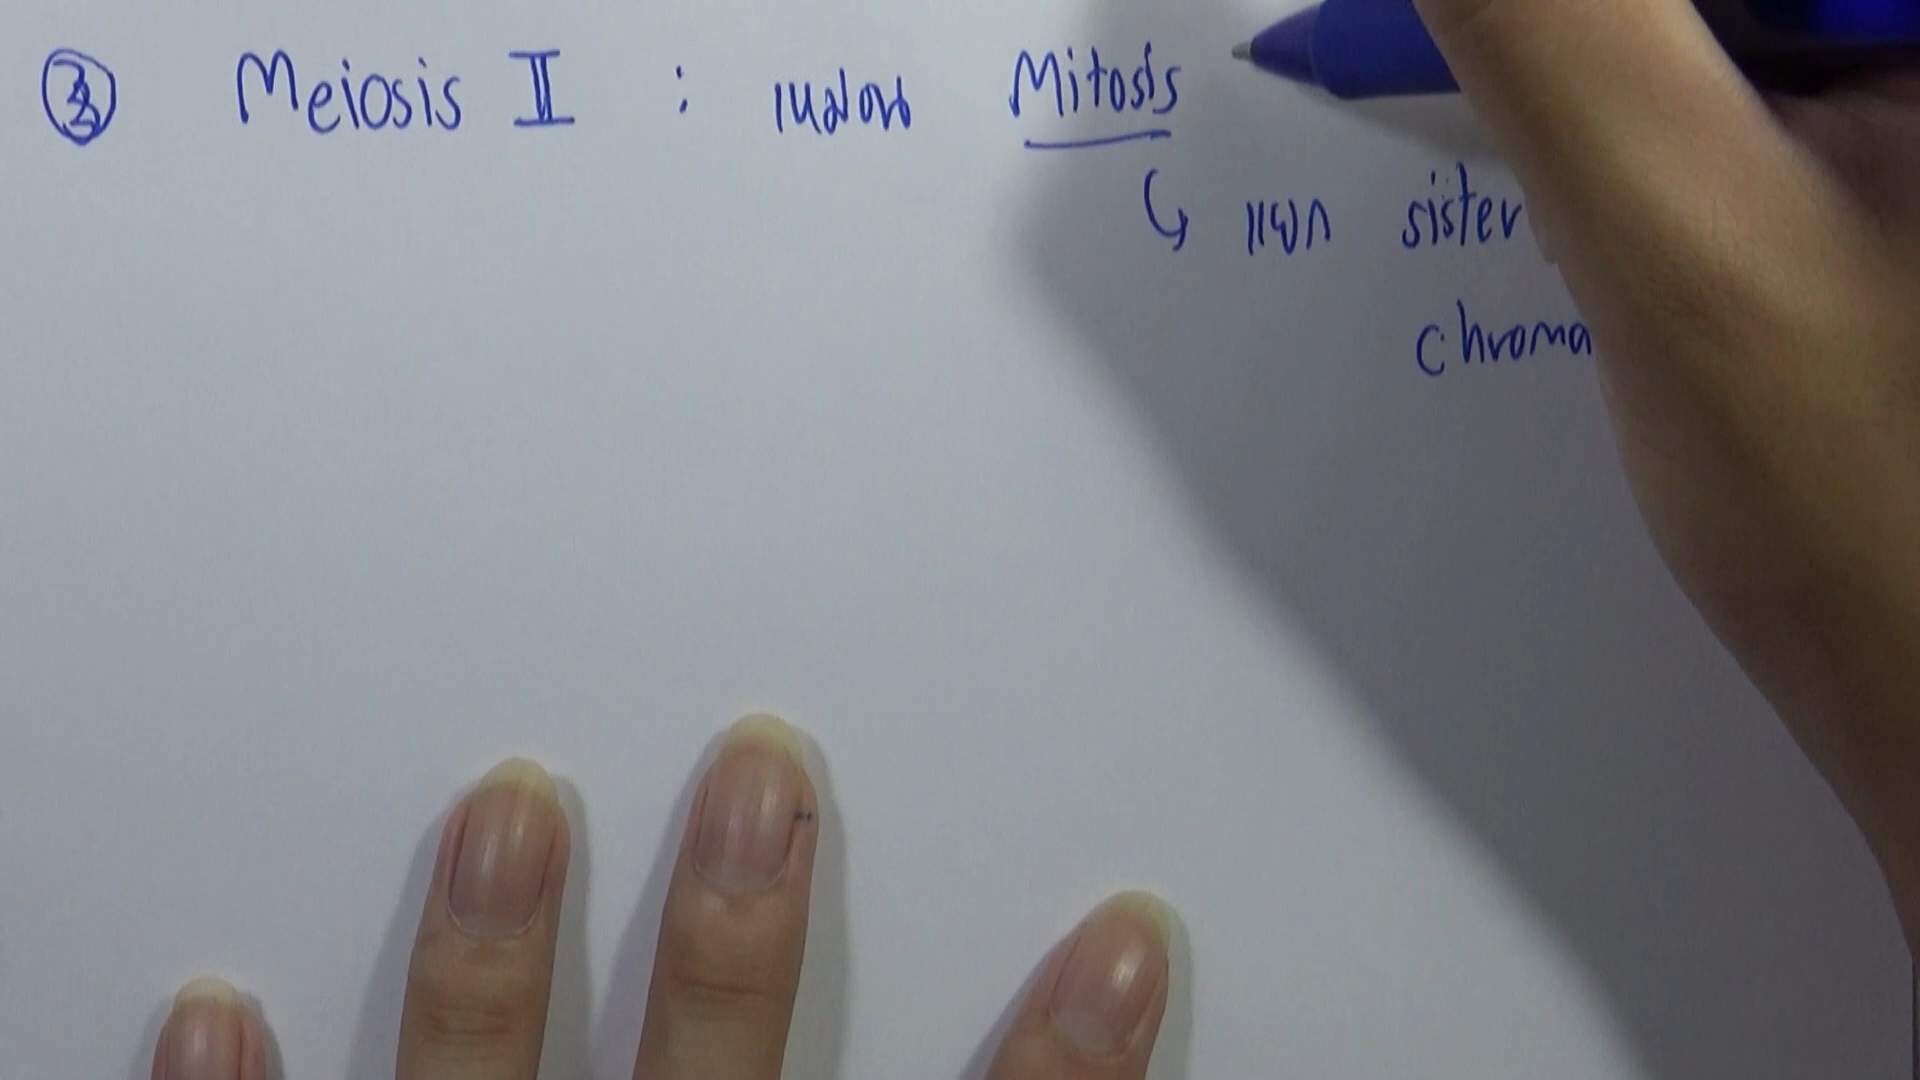 ③ Meiosis II : เหมือน Mitosis
↳ แยก sister
chroma